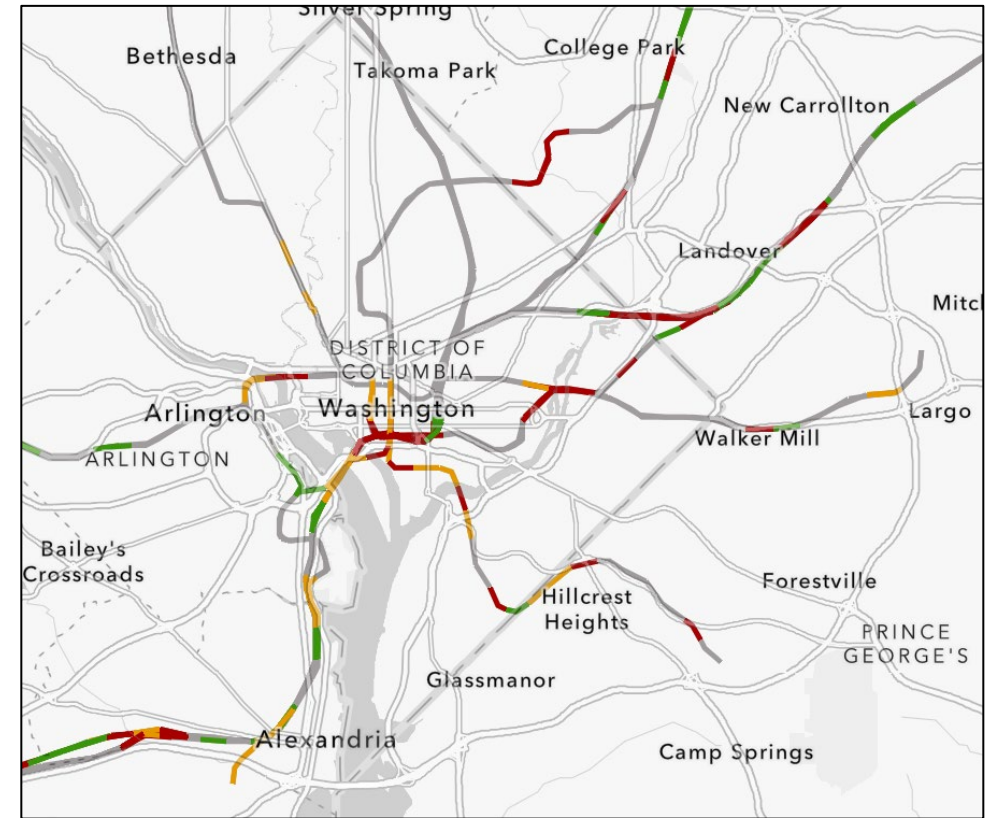 Silver Spring
College Park
Bethesda
Takoma Park
New Carrollton
Landover
DISTRICT OF
COLUMBIA
Arlington
Washington
Largo
Walker Mill
ARLINGTON
Bailey's
Crossroads
Forestville
Hillcrest
Heights
PRINCE
GEORGE'S
Glassmanor
Alexandria
Camp Springs